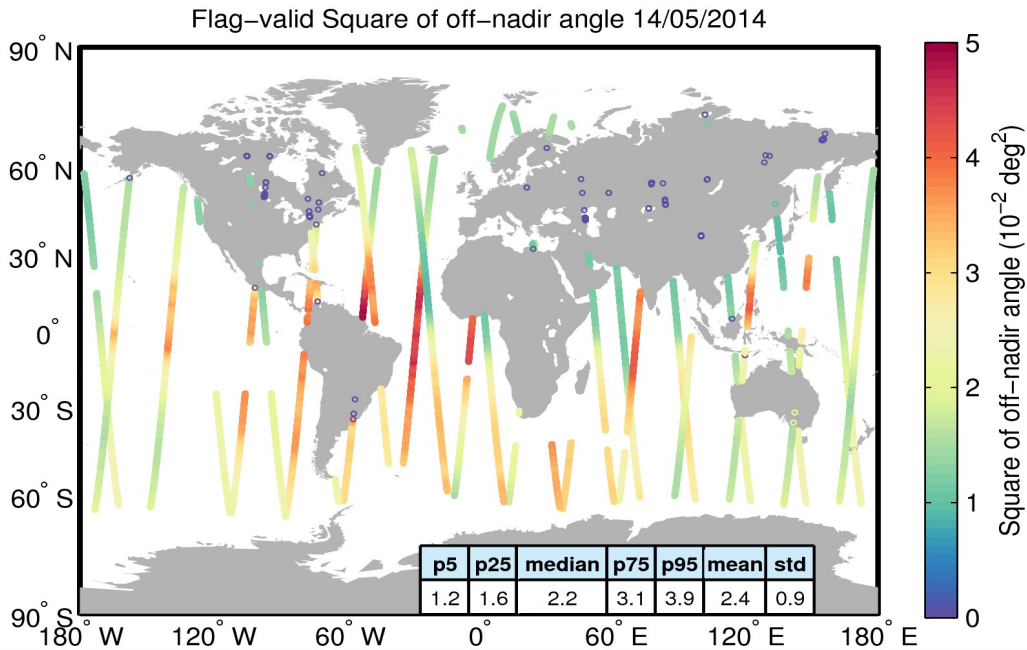 Flag−valid Square of off−nadir angle 14/05/2014
90° N
60° N
30° N
0°
30° S
60° S
90° S
180° W
120° W
60° W
0°
60° E
120° E
180° E
p5 p25 median p75 p95 mean std
1.2 1.6 2.2 3.1 3.9 2.4 0.9
5
4
3
2
1
0
Square of off−nadir angle (10⁻² deg²)